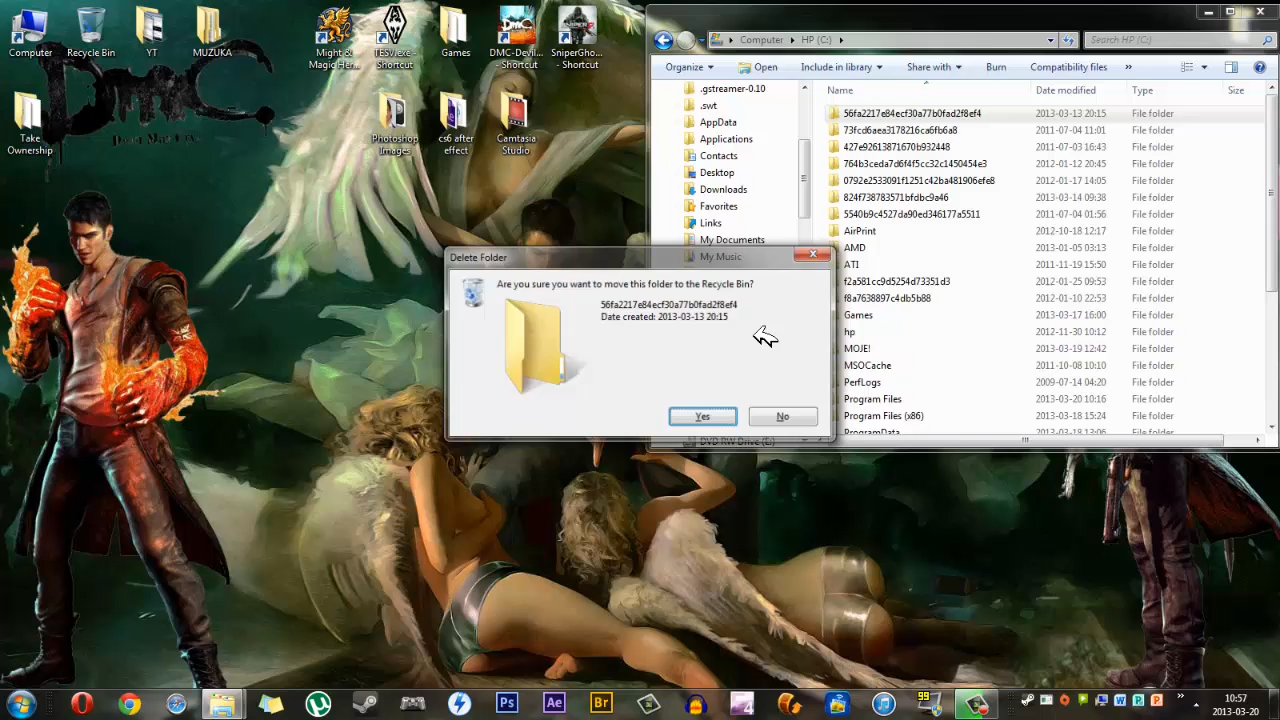 Computer
Recycle Bin
YT
MUZUKA
Might &
Magic Her...
TESV.exe -
Shortcut
Games
DMC-Devil...
- Shortcut
SniperGho...
- Shortcut
Take
Ownership
Photoshop
Images
cs6 after
effect
Camtasia
Studio
DmC
Computer
HP (C:)
Search HP (C:)
Organize
Open
Include in library
Share with
Burn
Compatibility files
»
.gstreamer-0.10
.swt
AppData
Applications
Contacts
Desktop
Downloads
Favorites
Links
My Documents
My Music
DVD RW Drive (E:)
Name Date modified Type Size
56fa2217e84ecf30a77b0fad2f8ef4 2013-03-13 20:15 File folder
73fcd6aea3178216ca6fb6a8 2011-07-04 11:01 File folder
427e92613871670b932448 2011-07-03 16:43 File folder
764b3ceda7d6f4f5cc32c1450454e3 2012-01-12 20:45 File folder
0792e2533091f1251c42ba481906efe8 2012-01-17 14:05 File folder
824f738783571bfdbc9a46 2013-03-14 09:38 File folder
5540b9c4527da90ed346177a5511 2011-07-04 01:56 File folder
AirPrint 2012-10-18 12:17 File folder
AMD 2013-01-05 03:13 File folder
ATI 2011-11-19 15:50 File folder
f2a581cc9d5254d73351d3 2012-01-25 09:53 File folder
f8a7638897c4db5b88 2012-01-10 22:53 File folder
Games 2013-03-16 23:00 File folder
hp 2012-11-30 10:12 File folder
MOJE! 2013-03-19 12:42 File folder
MSOCache 2011-10-08 10:10 File folder
PerfLogs 2009-07-14 04:20 File folder
Program Files 2013-03-20 10:16 File folder
Program Files (x86) 2013-03-18 15:24 File folder
ProgramData 2013-03-18 13:06 File folder
Delete Folder
Are you sure you want to move this folder to the Recycle Bin?
56fa2217e84ecf30a77b0fad2f8ef4
Date created: 2013-03-13 20:15
Yes
No
Ps
Ae
Br
4
99
W
P
P
»
10:57
2013-03-20